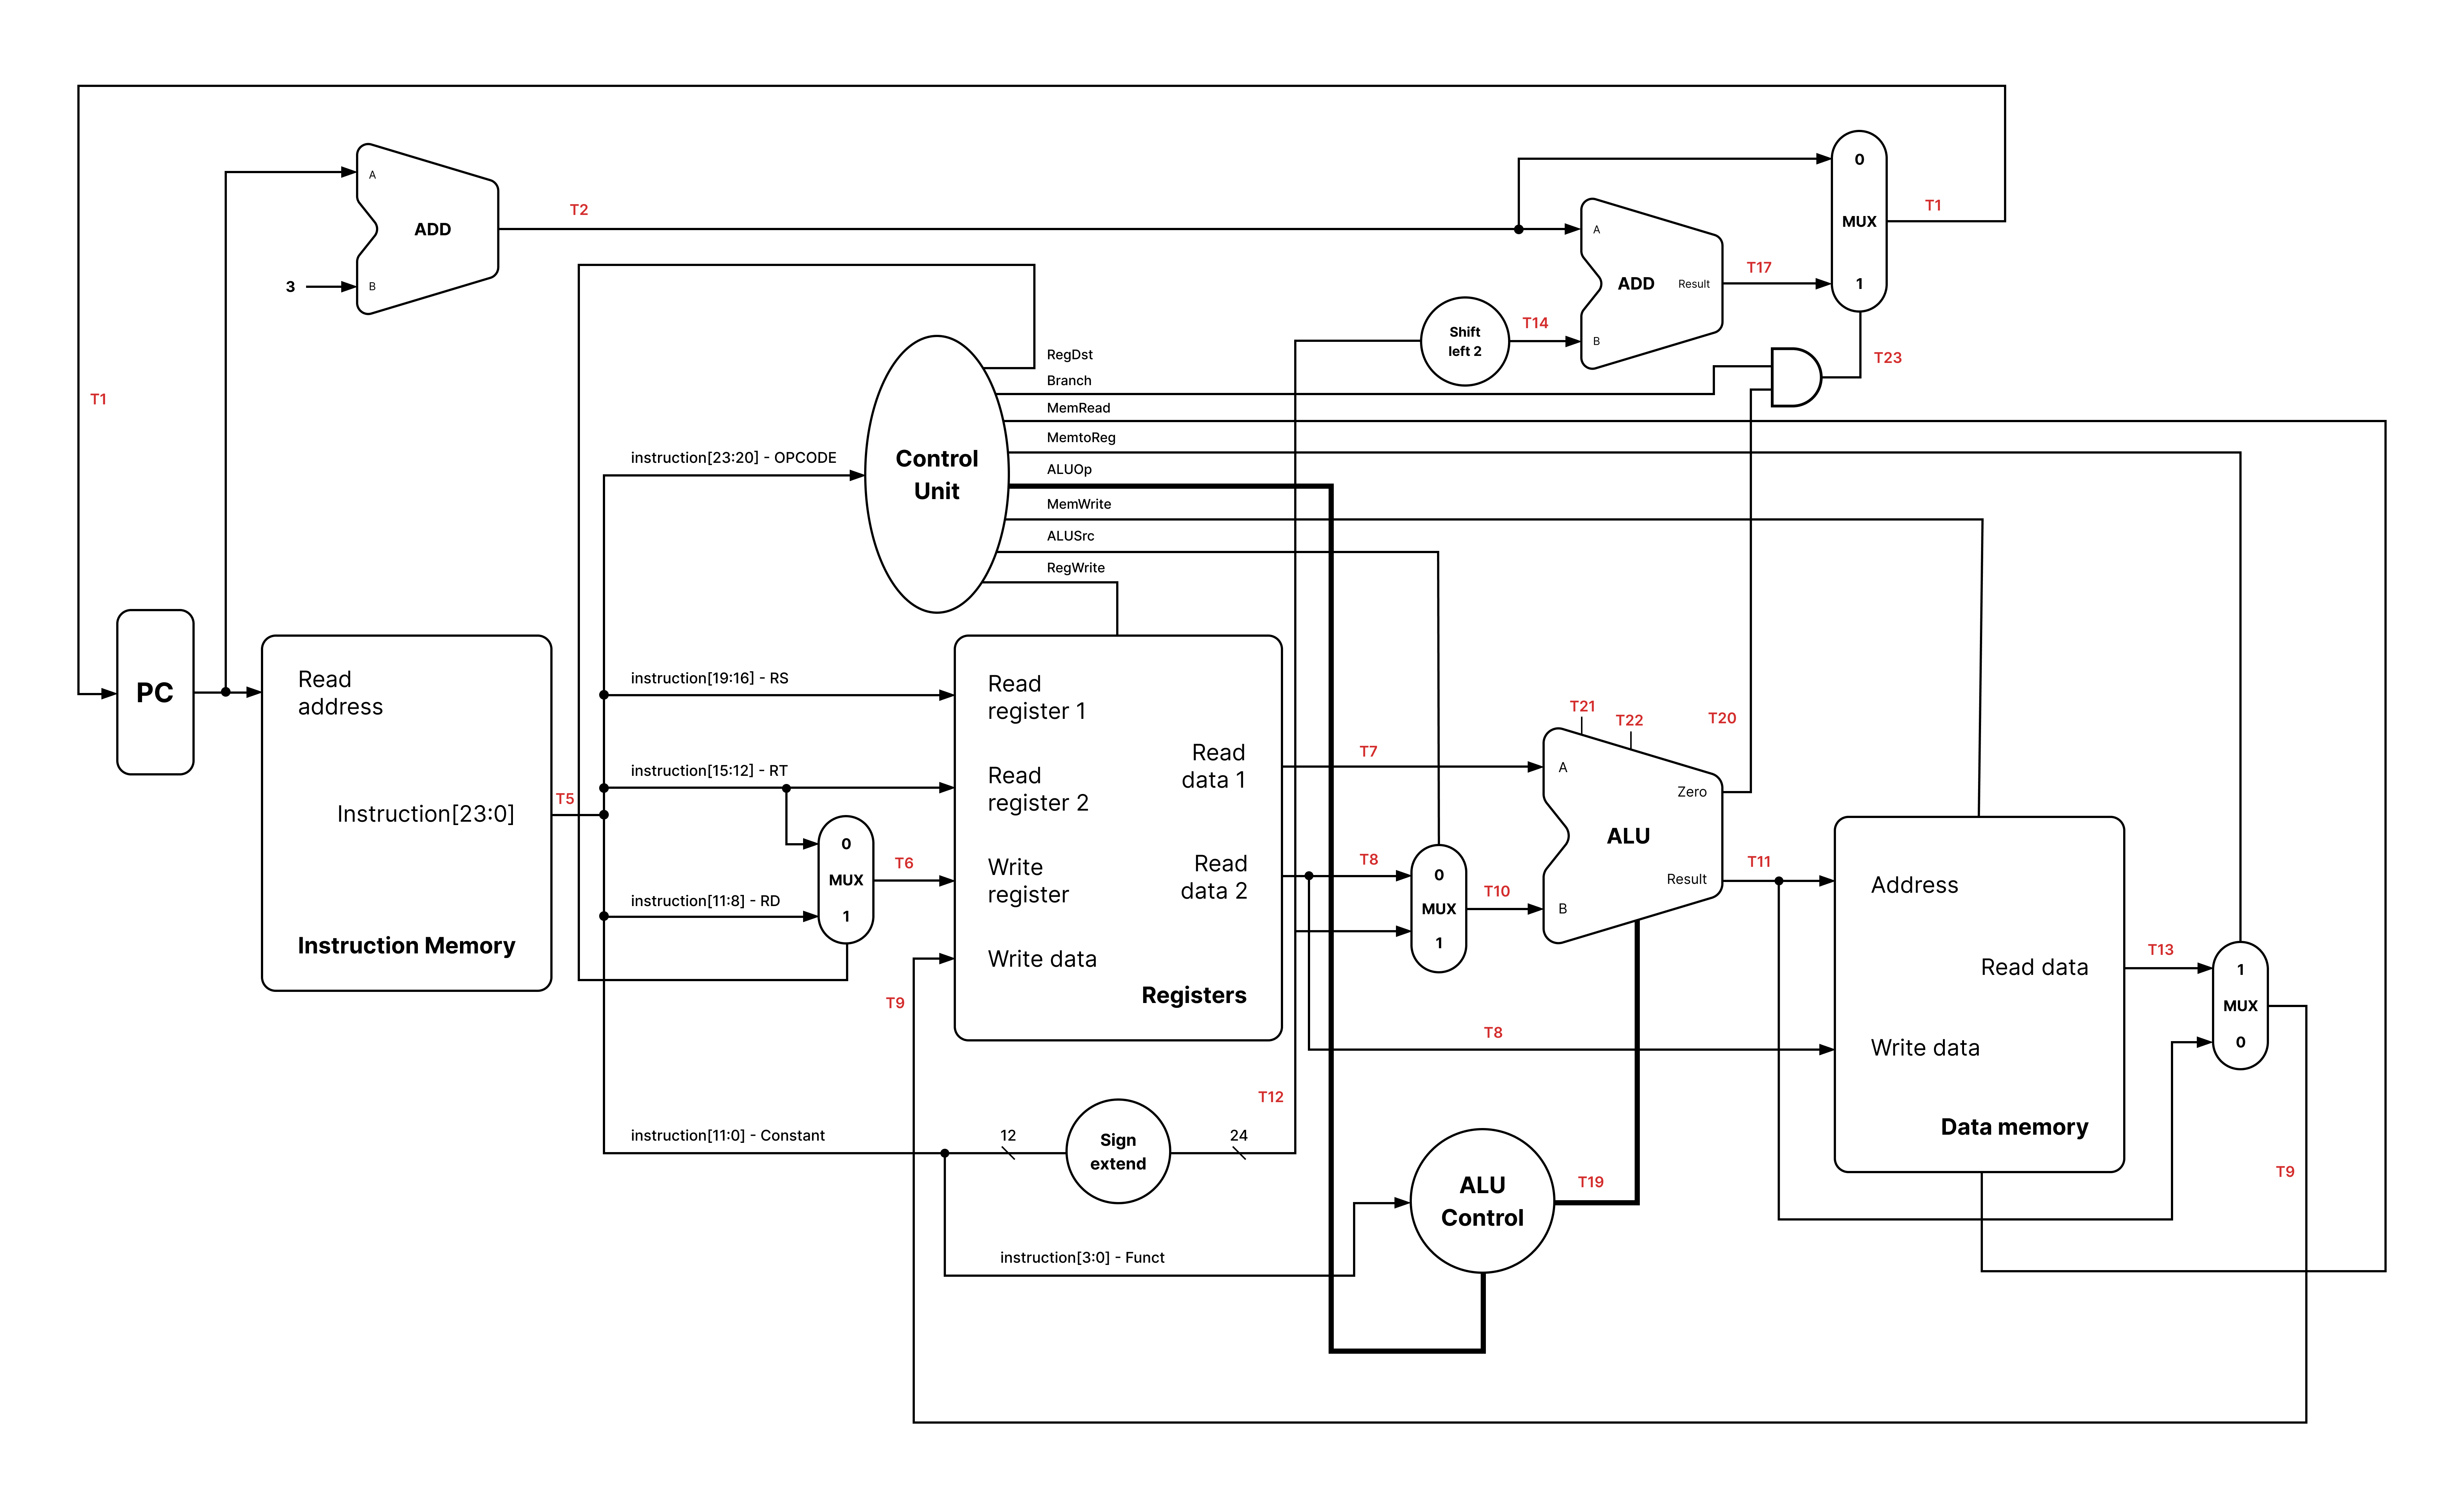 T1
A
ADD
3
B
T2
0
MUX
1
T1
A
ADD
Result
B
T17
Shift
left 2
T14
T23
T1
RegDst
Branch
MemRead
MemtoReg
ALUOp
MemWrite
ALUSrc
RegWrite
Control
Unit
instruction[23:20] - OPCODE
PC
Read
address
Instruction[23:0]
Instruction Memory
T5
instruction[19:16] - RS
instruction[15:12] - RT
instruction[11:8] - RD
0
MUX
1
T6
Read
register 1
Read
register 2
Write
register
Write data
Read
data 1
Read
data 2
Registers
T9
T7
T8
0
MUX
1
T10
T21
T22
T20
A
Zero
ALU
Result
B
T11
Address
Read data
Write data
Data memory
T13
1
MUX
0
T8
T12
instruction[11:0] - Constant
12
Sign
extend
24
ALU
Control
T19
T9
instruction[3:0] - Funct